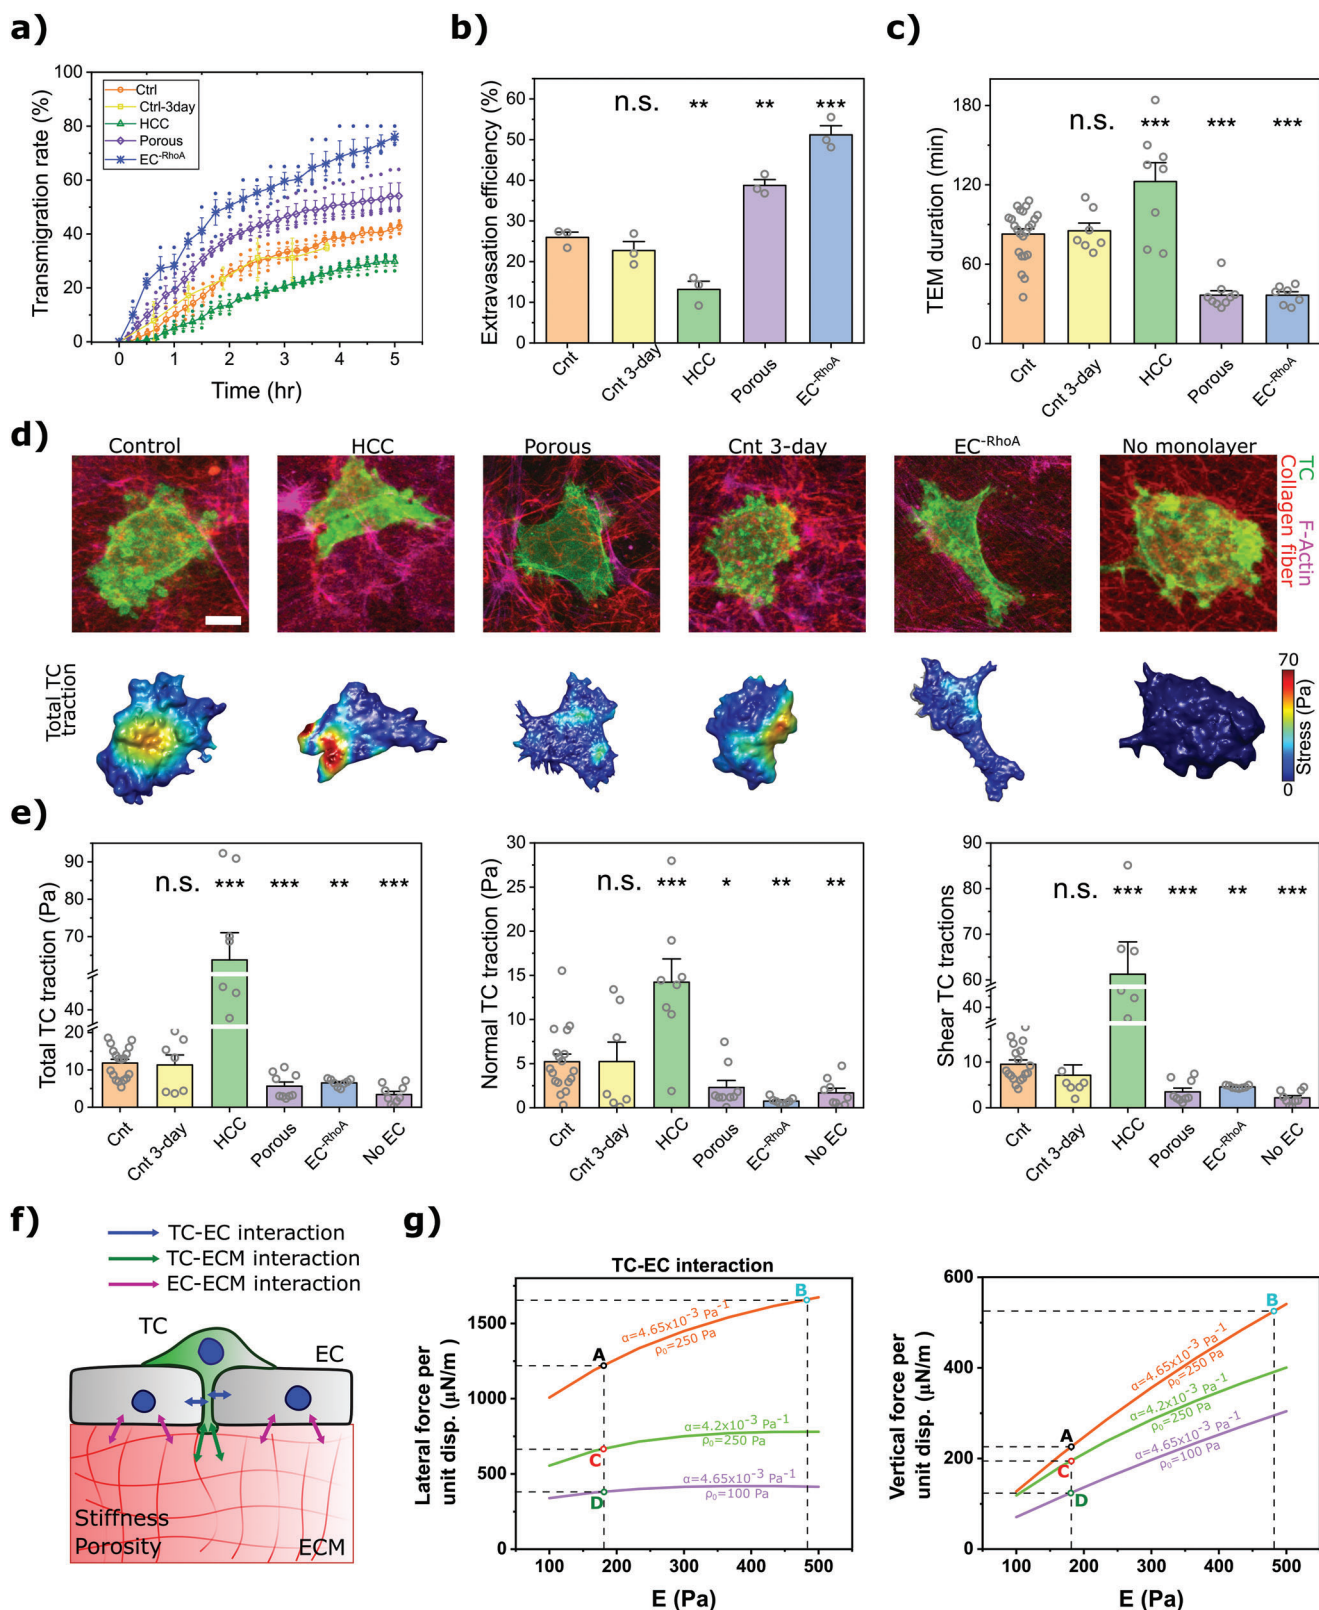 a)
100
80
60
40
20
0
Transmigration rate (%)
Ctrl
Ctrl-3day
HCC
Porous
EC-RhoA
0 1 2 3 4 5
Time (hr)
b)
60
50
40
30
20
10
0
Extravasation efficiency (%)
n.s. ** ** ***
Cnt Cnt 3-day HCC Porous EC-RhoA
c)
180
120
60
0
TEM duration (min)
n.s. *** *** ***
Cnt Cnt 3-day HCC Porous EC-RhoA
d)
Control HCC Porous Cnt 3-day EC-RhoA No monolayer
TC
Collagen fiber
F-Actin
Total TC
traction
70
0
Stress (Pa)
e)
90
70
40
20
10
0
Total TC traction (Pa)
n.s. *** *** ** ***
Cnt Cnt 3-day HCC Porous EC-RhoA No EC
30
25
20
15
10
5
0
Normal TC traction (Pa)
n.s. *** * ** **
Cnt Cnt 3-day HCC Porous EC-RhoA No EC
90
80
60
40
10
0
Shear TC tractions
n.s. *** *** ** ***
Cnt Cnt 3-day HCC Porous EC-RhoA No EC
f)
TC-EC interaction
TC-ECM interaction
EC-ECM interaction
TC
EC
Stiffness
Porosity
ECM
g)
TC-EC interaction
1500
1000
500
0
Lateral force per
unit disp. (μN/m )
A
B
C
D
α=4.65x10-3 Pa-1
ρ0=250 Pa
α=4.2x10-3 Pa-1
ρ0=250 Pa
α=4.65x10-3 Pa-1
ρ0=100 Pa
100 200 300 400 500
E (Pa)
600
400
200
0
Vertical force per
unit disp. (μN/m )
A
B
C
D
α=4.65x10-3 Pa-1
ρ0=250 Pa
α=4.2x10-3 Pa-1
ρ0=250 Pa
α=4.65x10-3 Pa-1
ρ0=100 Pa
100 200 300 400 500
E (Pa)